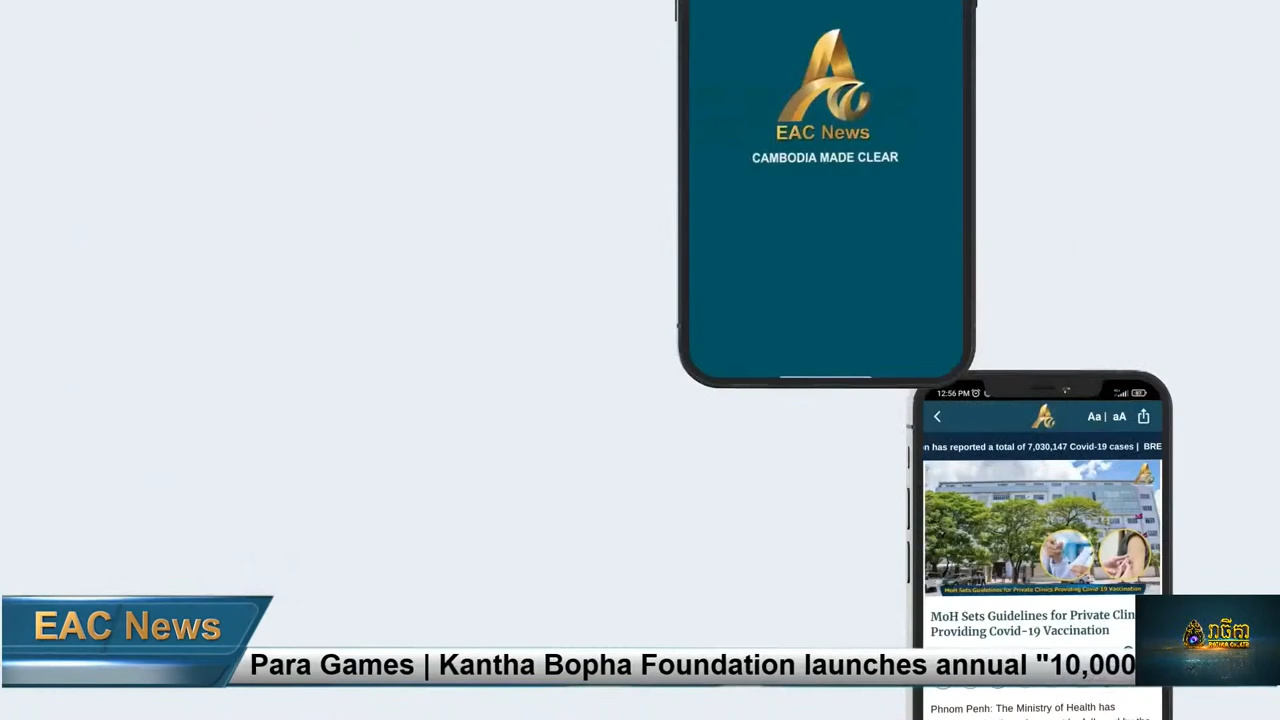 EAC News
CAMBODIA MADE CLEAR
12:56 PM
Aa | aA
has reported a total of 7,030,147 Covid-19 cases | BRE
MoH Sets Guidelines for Private Clinics Providing Covid-19 Vaccination
MoH Sets Guidelines for Private Clin
Providing Covid-19 Vaccination
EAC News
Para Games | Kantha Bopha Foundation launches annual "10,000
រាជីកា
Phnom Penh: The Ministry of Health has